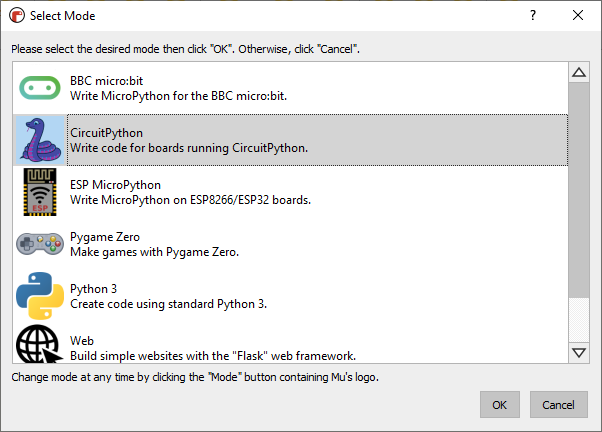 Select Mode
Please select the desired mode then click "OK". Otherwise, click "Cancel".
BBC micro:bit
Write MicroPython for the BBC micro:bit.
CircuitPython
Write code for boards running CircuitPython.
ESP MicroPython
Write MicroPython on ESP8266/ESP32 boards.
ESP
Pygame Zero
Make games with Pygame Zero.
Python 3
Create code using standard Python 3.
Web
Build simple websites with the "Flask" web framework.
Change mode at any time by clicking the "Mode" button containing Mu's logo.
OK Cancel